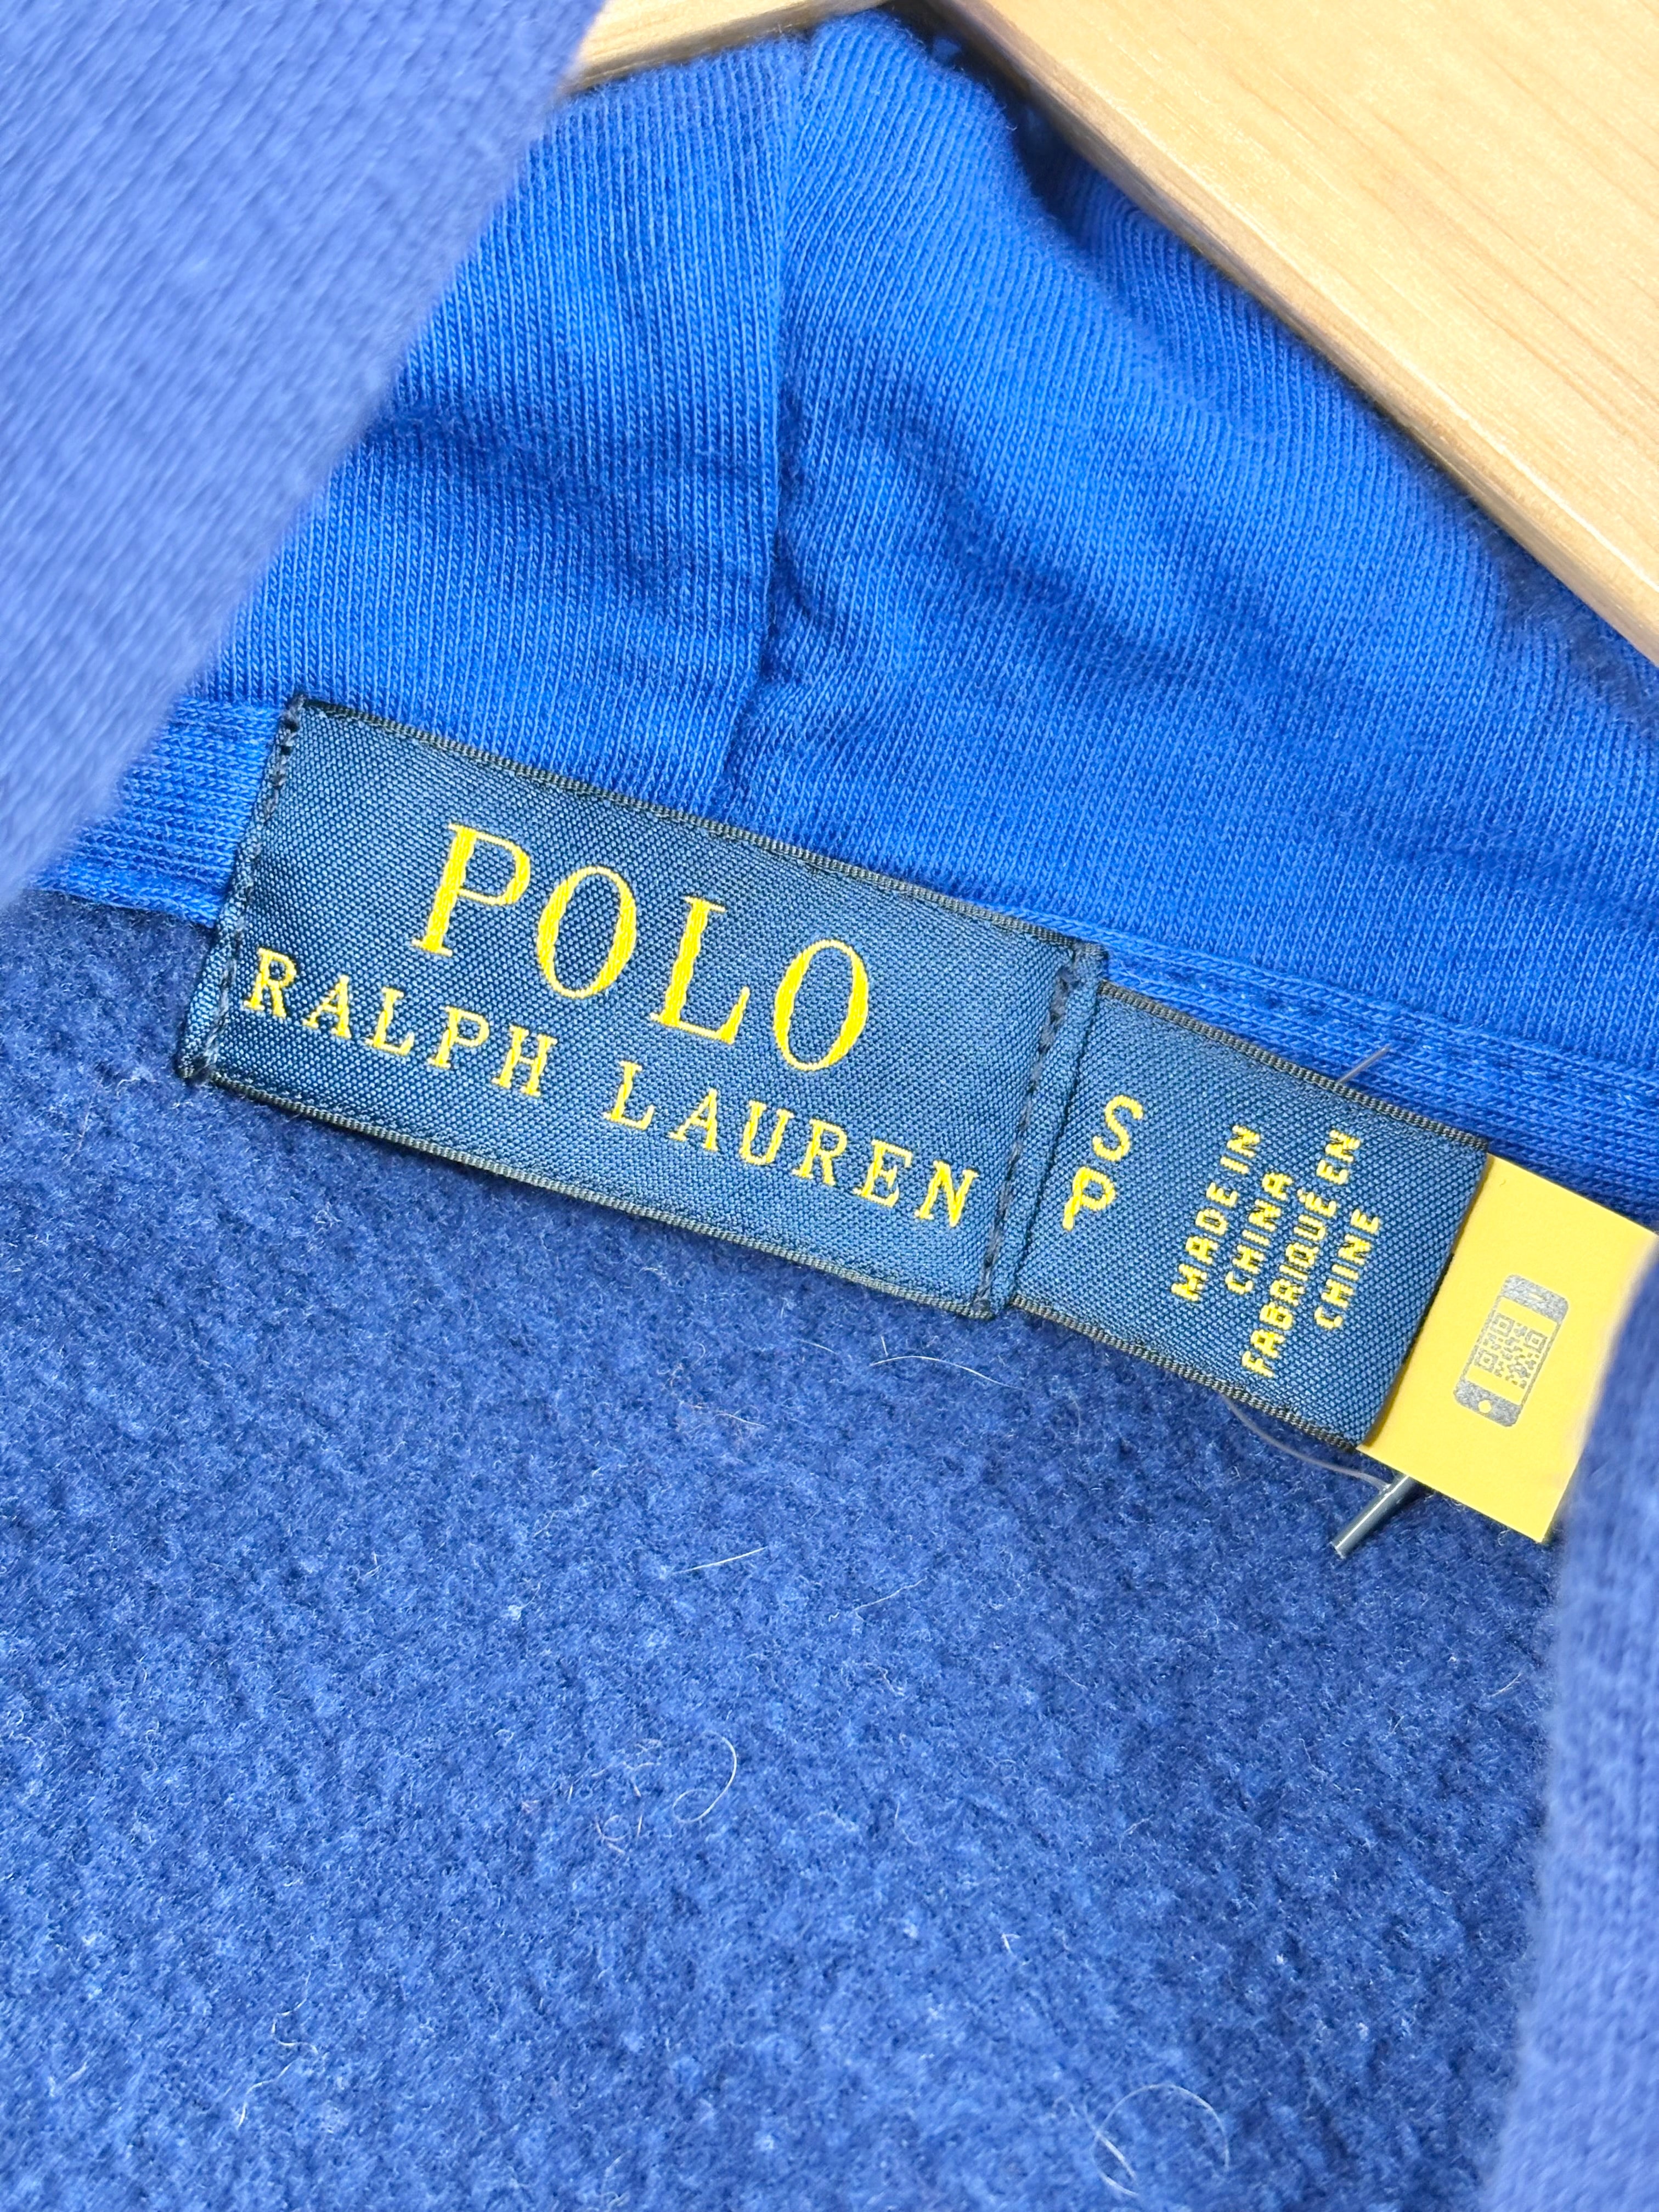 POLO
RALPH LAUREN
S
P
MADE IN
CHINA
FABRIQUÉ EN
CHINE